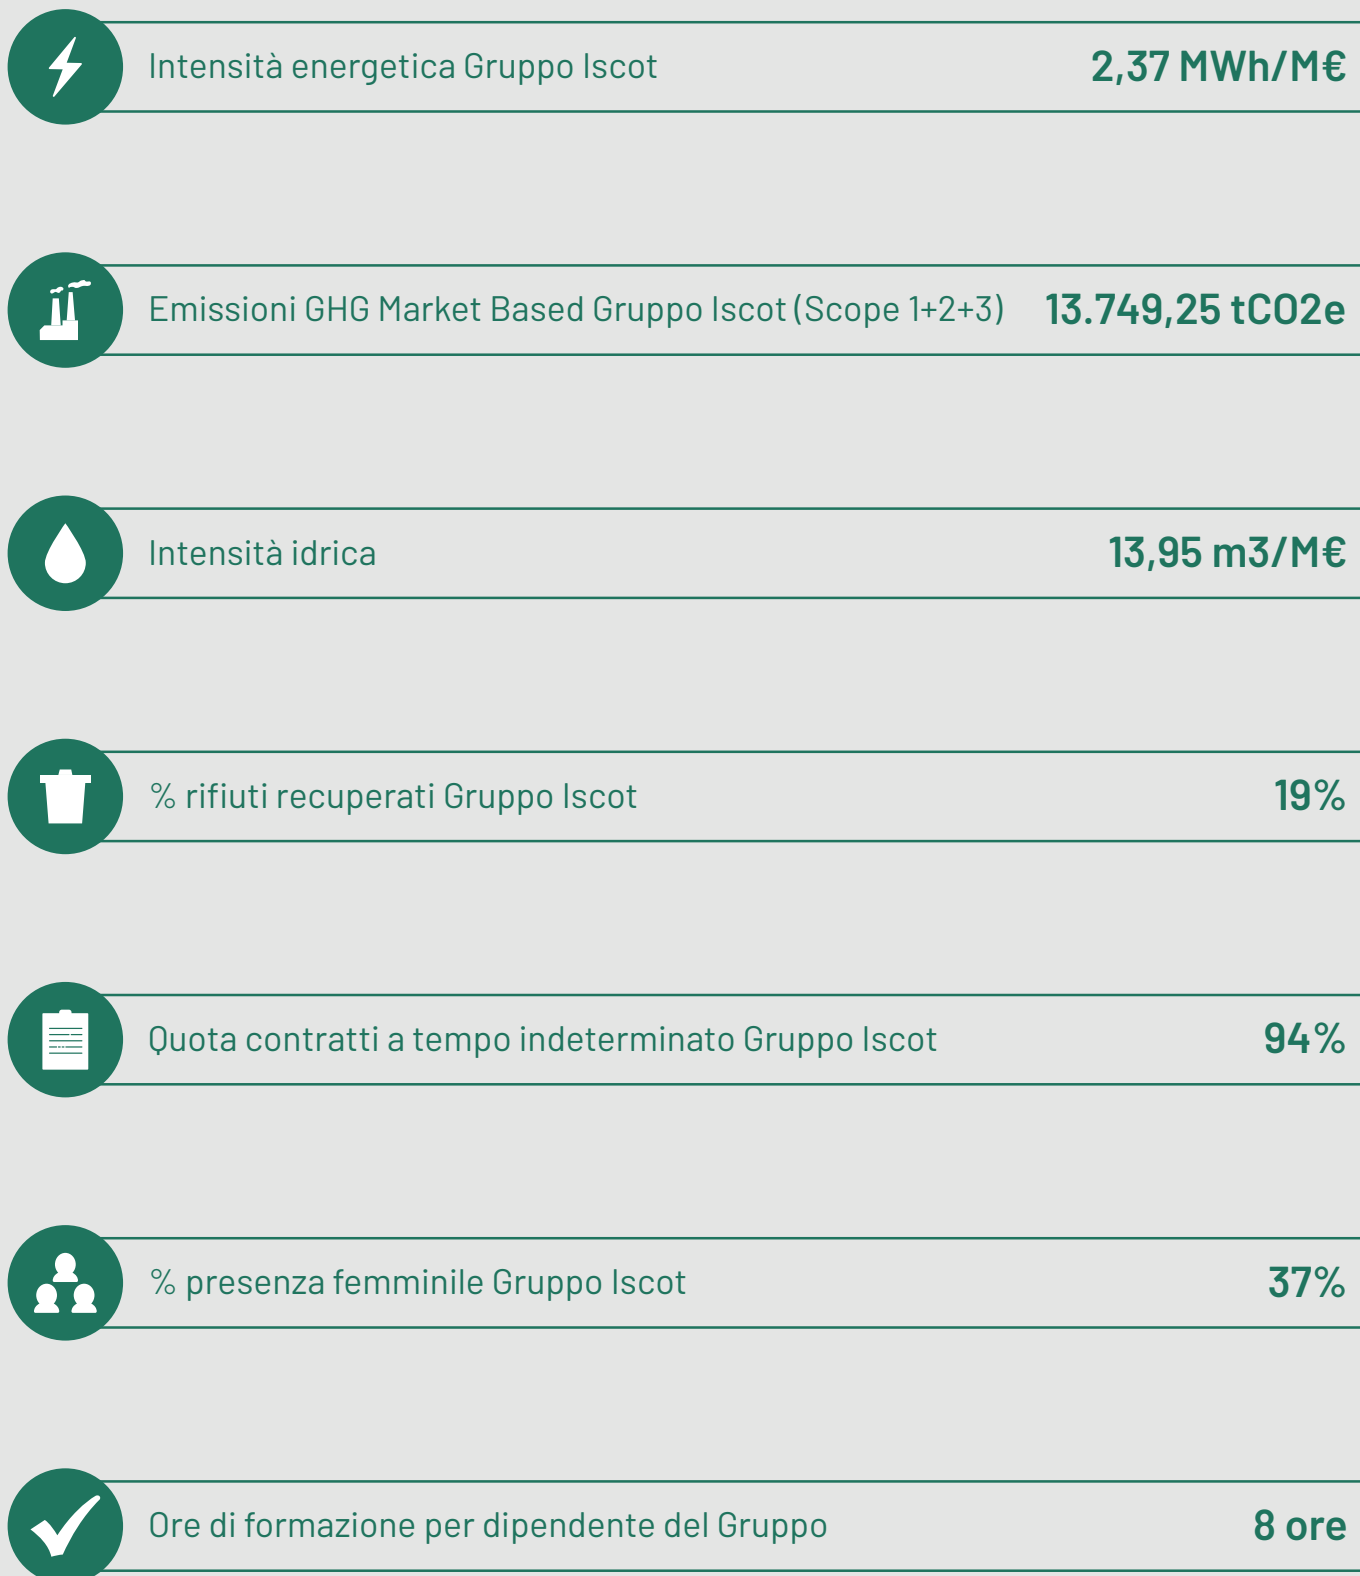 Intensità energetica Gruppo Iscot 2,37 MWh/M€
Emissioni GHG Market Based Gruppo Iscot (Scope 1+2+3) 13.749,25 tCO2e
Intensità idrica 13,95 m3/M€
% rifiuti recuperati Gruppo Iscot 19%
Quota contratti a tempo indeterminato Gruppo Iscot 94%
% presenza femminile Gruppo Iscot 37%
Ore di formazione per dipendente del Gruppo 8 ore